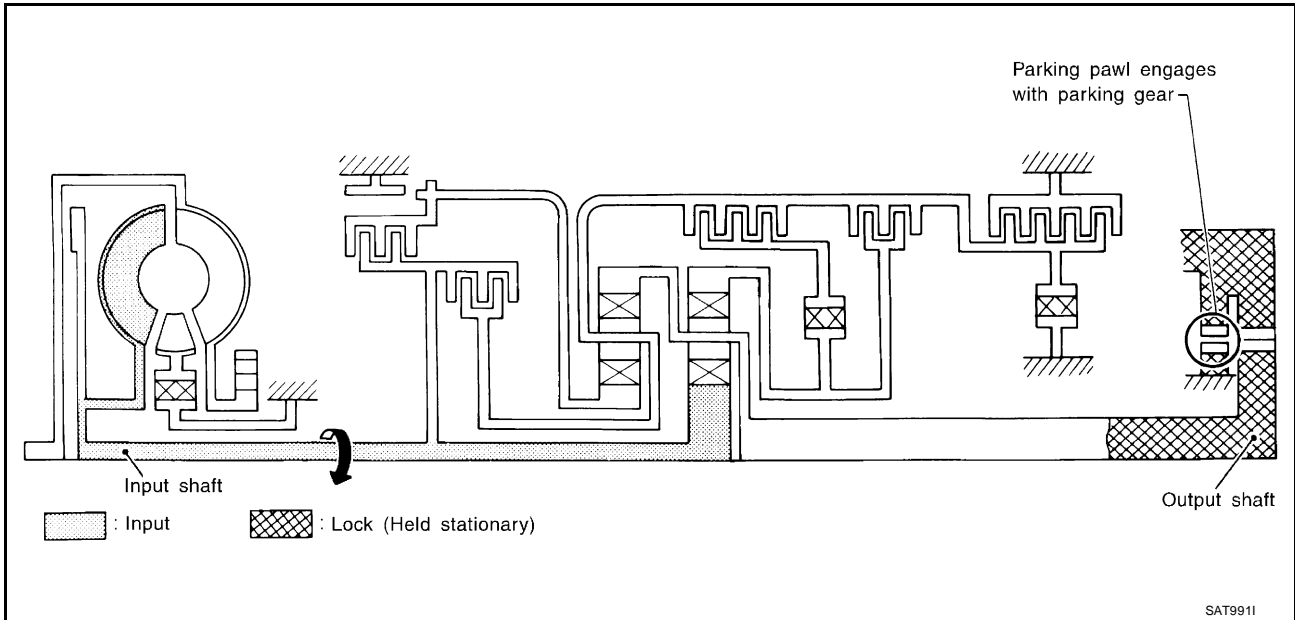 Parking pawl engages
with parking gear
Input shaft
Output shaft
: Input
: Lock (Held stationary)
SAT991I